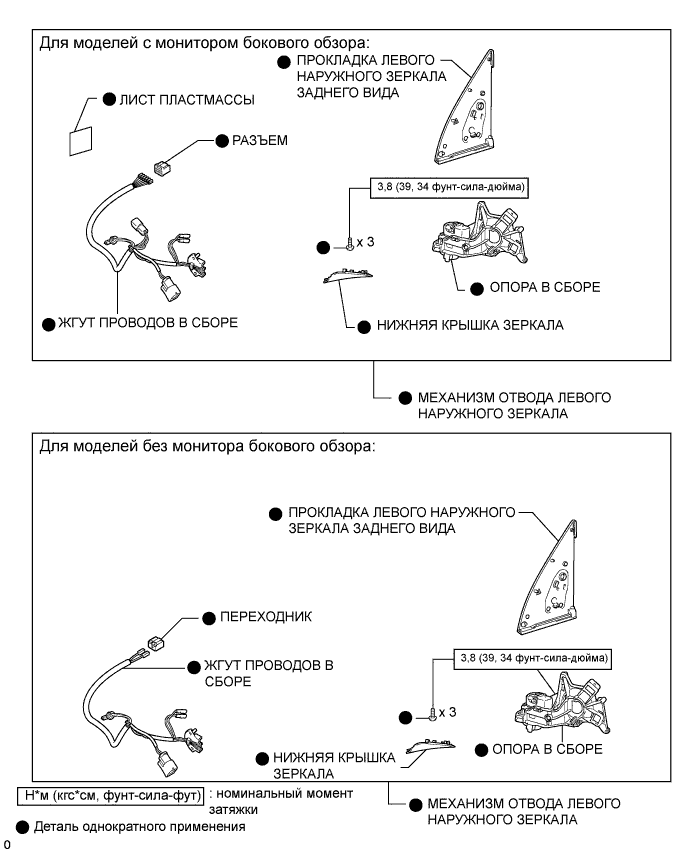 Для моделей с монитором бокового обзора:
ПРОКЛАДКА ЛЕВОГО
НАРУЖНОГО ЗЕРКАЛА
ЗАДНЕГО ВИДА
ЛИСТ ПЛАСТМАССЫ
РАЗЪЕМ
3,8 (39, 34 фунт-сила-дюйма)
x 3
ОПОРА В СБОРЕ
ЖГУТ ПРОВОДОВ В СБОРЕ
НИЖНЯЯ КРЫШКА ЗЕРКАЛА
МЕХАНИЗМ ОТВОДА ЛЕВОГО
НАРУЖНОГО ЗЕРКАЛА
Для моделей без монитора бокового обзора:
ПРОКЛАДКА ЛЕВОГО НАРУЖНОГО
ЗЕРКАЛА ЗАДНЕГО ВИДА
ПЕРЕХОДНИК
ЖГУТ ПРОВОДОВ В
СБОРЕ
3,8 (39, 34 фунт-сила-дюйма)
x 3
ОПОРА В СБОРЕ
НИЖНЯЯ КРЫШКА
ЗЕРКАЛА
Н*м (кгс*см, фунт-сила-фут) : номинальный момент
затяжки
МЕХАНИЗМ ОТВОДА ЛЕВОГО
НАРУЖНОГО ЗЕРКАЛА
Деталь однократного применения
0